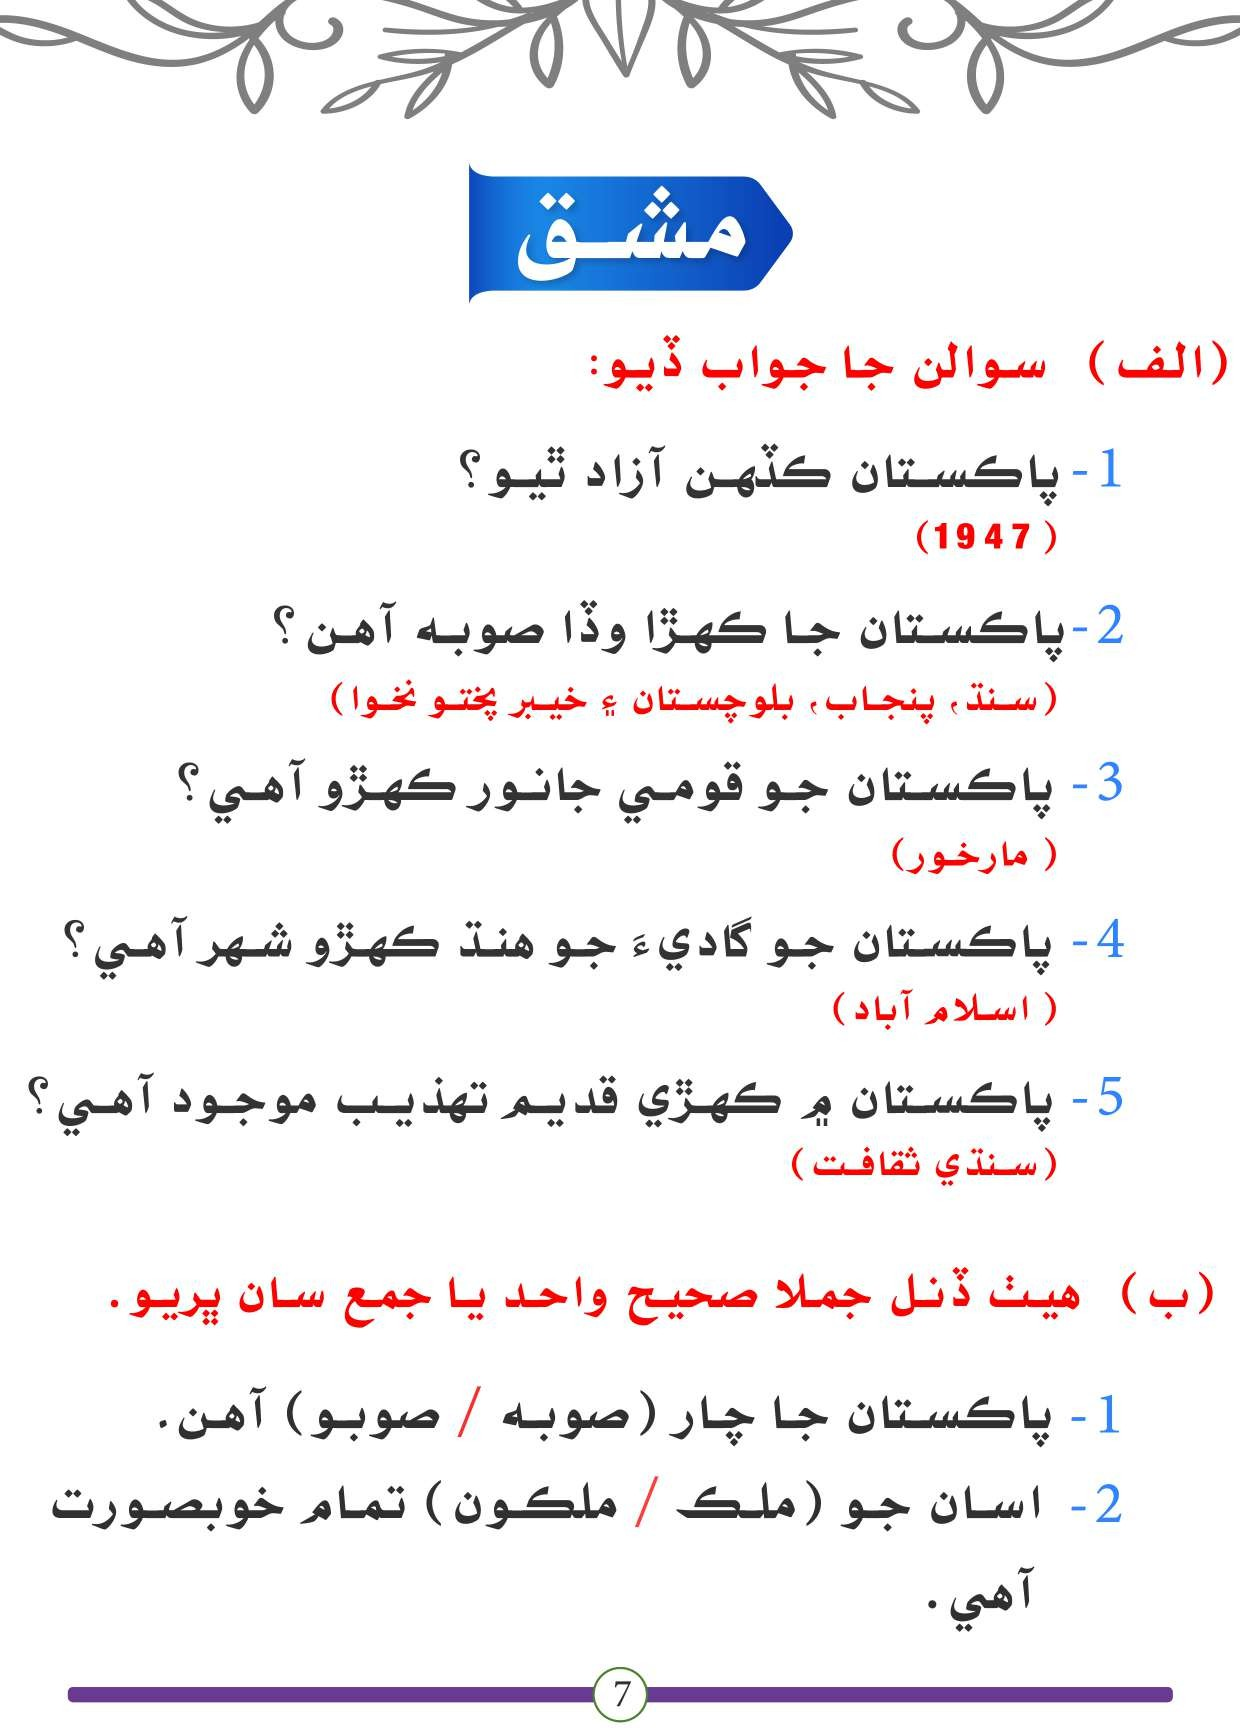 مشق
(الف) سوالن جا جواب ڏيو:
1- پاڪستان ڪڏهن آزاد ٿيو؟
(1947)
2- پاڪستان جا ڪهڙا وڏا صوبه آهن؟
(سنڌ، پنجاب، بلوچستان ۽ خيبر پختو نخوا)
3- پاڪستان جو قومي جانور ڪهڙو آهي؟
(مارخور)
4- پاڪستان جو گاديءَ جو هنڌ ڪهڙو شهر آهي؟
(اسلام آباد)
5- پاڪستان ۾ ڪهڙي قديم تهذيب موجود آهي؟
(سنڌي ثقافت)
(ب) هيٺ ڏنل جملا صحيح واحد يا جمع سان ڀريو.
1- پاڪستان جا چار (صوبه / صوبو) آهن.
2- اسان جو (ملڪ / ملڪون) تمام خوبصورت
آهي.
7